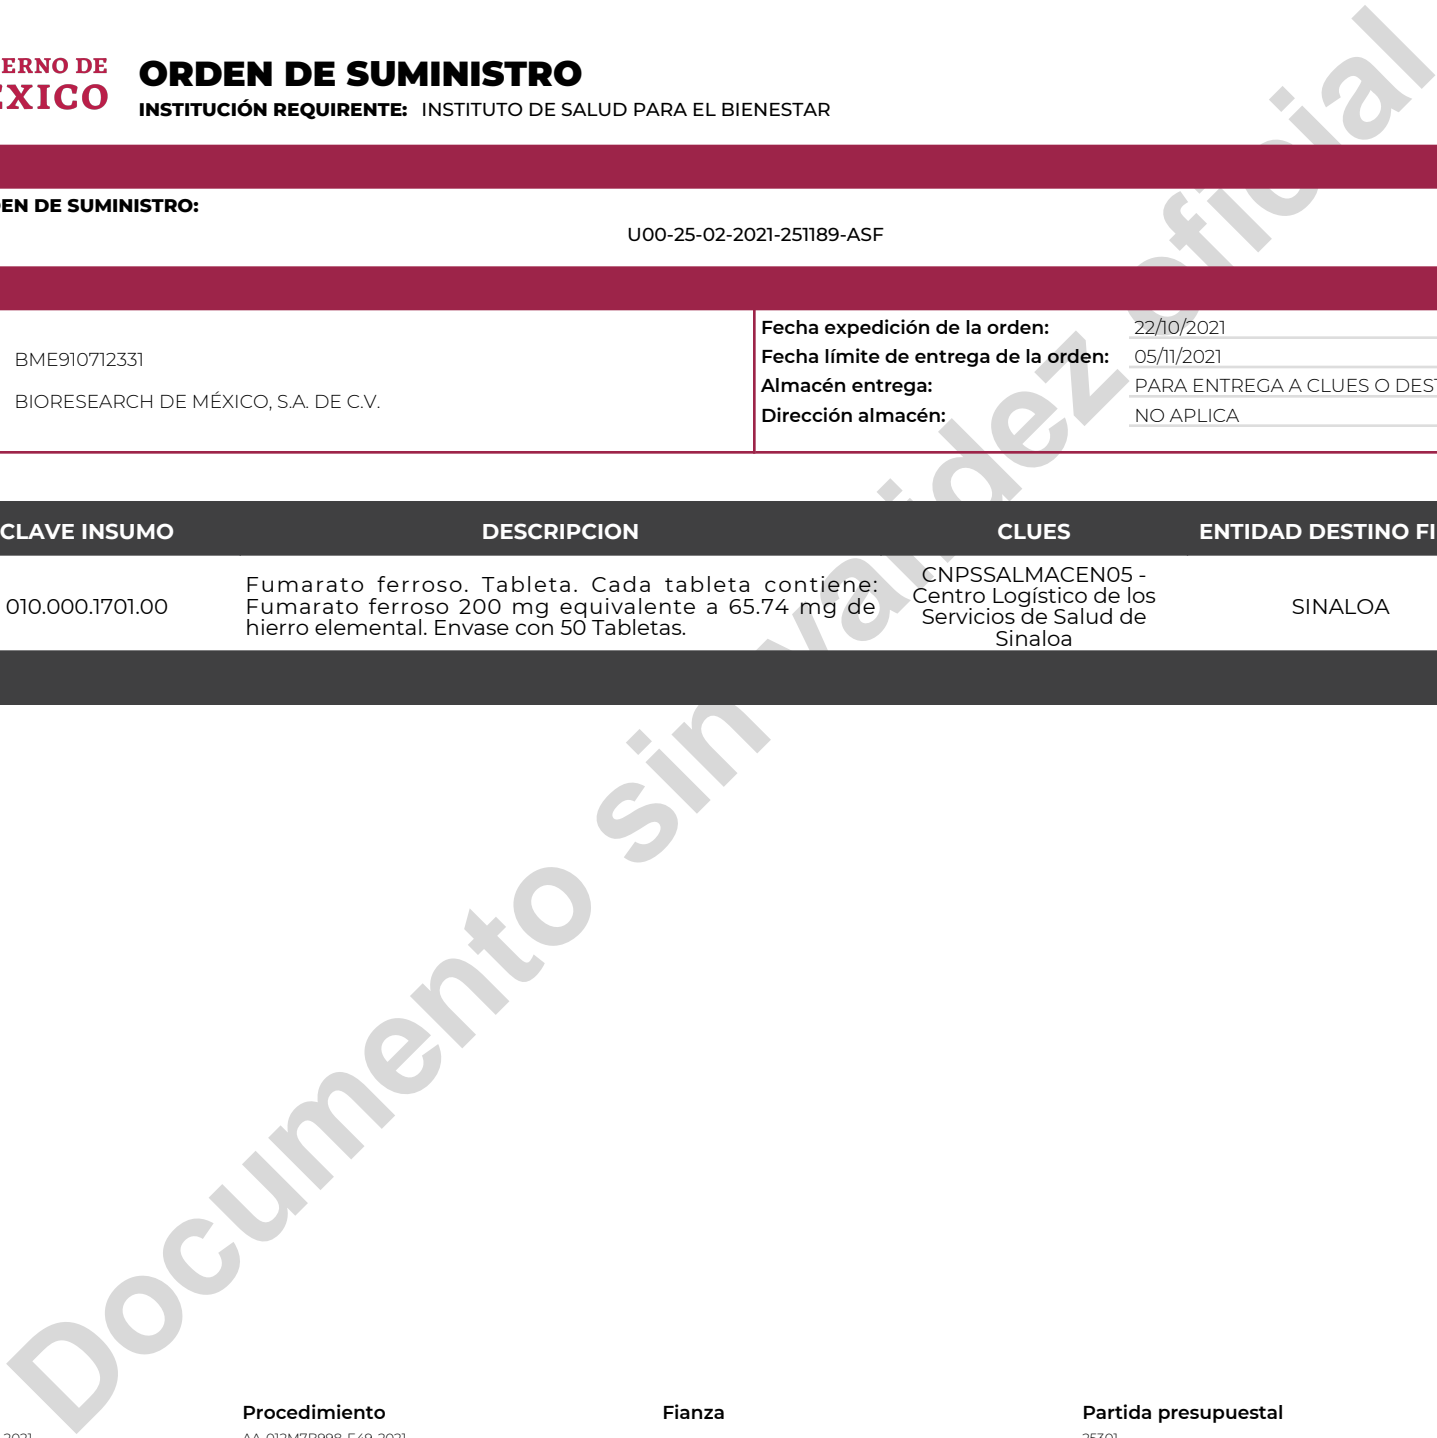 ERNO DE
ORDEN DE SUMINISTRO
INSTITUCIÓN REQUIRENTE: INSTITUTO DE SALUD PARA EL BIENESTAR
EN DE SUMINISTRO:
U00-25-02-2021-251189-ASF
BME910712331
BIORESEARCH DE MÉXICO, S.A. DE C.V.
Fecha expedición de la orden: 22/10/2021
Fecha límite de entrega de la orden: 05/11/2021
Almacén entrega: PARA ENTREGA A CLUES O DEST
Dirección almacén: NO APLICA
CLAVE INSUMO DESCRIPCION CLUES ENTIDAD DESTINO FI
010.000.1701.00
Fumarato ferroso. Tableta. Cada tableta contiene:
Fumarato ferroso 200 mg equivalente a 65.74 mg de
hierro elemental. Envase con 50 Tabletas.
CNPSSALMACEN05 -
Centro Logístico de los
Servicios de Salud de
Sinaloa
SINALOA
Documento sin validez oficial
Procedimiento Fianza Partida presupuestal